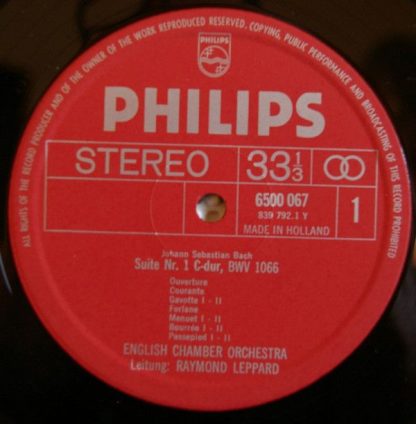 ALL RIGHTS OF THE RECORD PRODUCER AND OF THE OWNER OF THE WORK REPRODUCED RESERVED. COPYING, PUBLIC PERFORMANCE AND BROADCASTING OF THIS RECORD PROHIBITED
PHILIPS
PHILIPS
STEREO 33 1/3
6500 067 1
839 792.1 Y
MADE IN HOLLAND
Johann Sebastian Bach
Suite Nr. 1 C-dur, BWV 1066
Ouverture
Courante
Gavotte I - II
Forlane
Menuet I - II
Bourrée I - II
Passepied I - II
ENGLISH CHAMBER ORCHESTRA
Leitung: RAYMOND LEPPARD